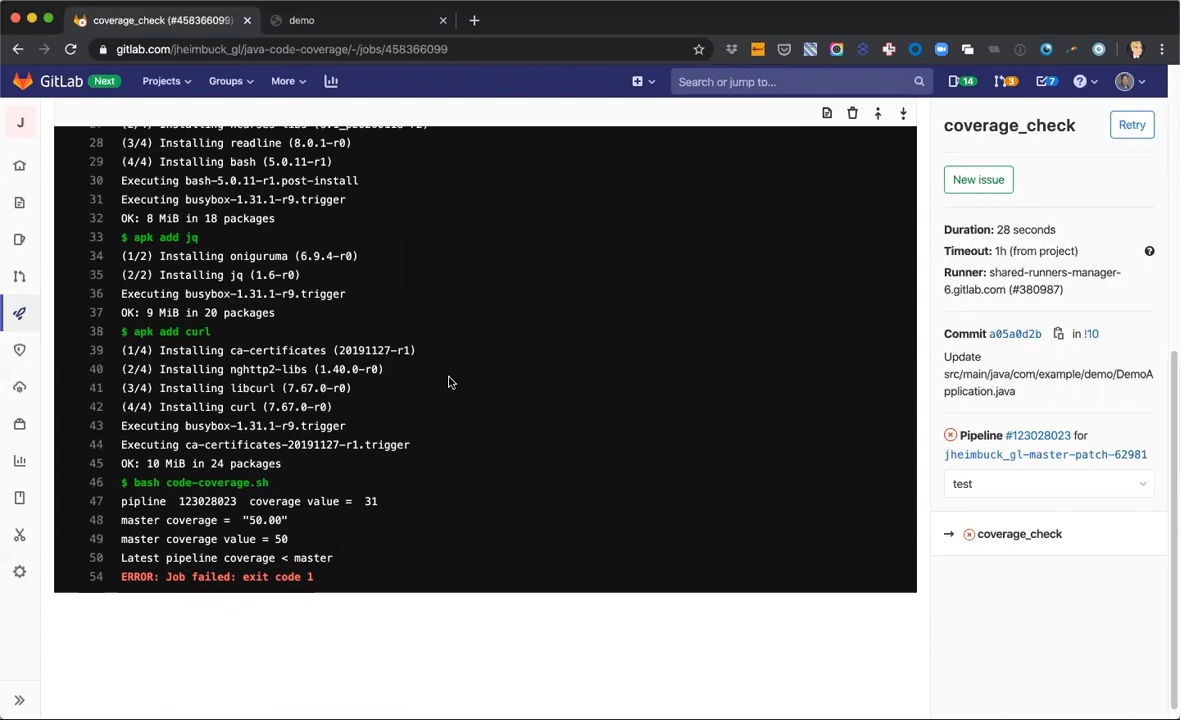 coverage_check (#458366099)
demo
gitlab.com/jheimbuck_gl/java-code-coverage/-/jobs/458366099
GitLab Next Projects Groups More Search or jump to... 14 3 7
J
28 (3/4) Installing readline (8.0.1-r0)
29 (4/4) Installing bash (5.0.11-r1)
30 Executing bash-5.0.11-r1.post-install
31 Executing busybox-1.31.1-r9.trigger
32 OK: 8 MiB in 18 packages
33 $ apk add jq
34 (1/2) Installing oniguruma (6.9.4-r0)
35 (2/2) Installing jq (1.6-r0)
36 Executing busybox-1.31.1-r9.trigger
37 OK: 9 MiB in 20 packages
38 $ apk add curl
39 (1/4) Installing ca-certificates (20191127-r1)
40 (2/4) Installing nghttp2-libs (1.40.0-r0)
41 (3/4) Installing libcurl (7.67.0-r0)
42 (4/4) Installing curl (7.67.0-r0)
43 Executing busybox-1.31.1-r9.trigger
44 Executing ca-certificates-20191127-r1.trigger
45 OK: 10 MiB in 24 packages
46 $ bash code-coverage.sh
47 pipline 123028023 coverage value = 31
48 master coverage = "50.00"
49 master coverage value = 50
50 Latest pipeline coverage < master
54 ERROR: Job failed: exit code 1
coverage_check
Retry
New issue
Duration: 28 seconds
Timeout: 1h (from project)
Runner: shared-runners-manager-
6.gitlab.com (#380987)
Commit a05a0d2b in !10
Update
src/main/java/com/example/demo/DemoA
pplication.java
Pipeline #123028023 for
jheimbuck_gl-master-patch-62981
test
→ coverage_check